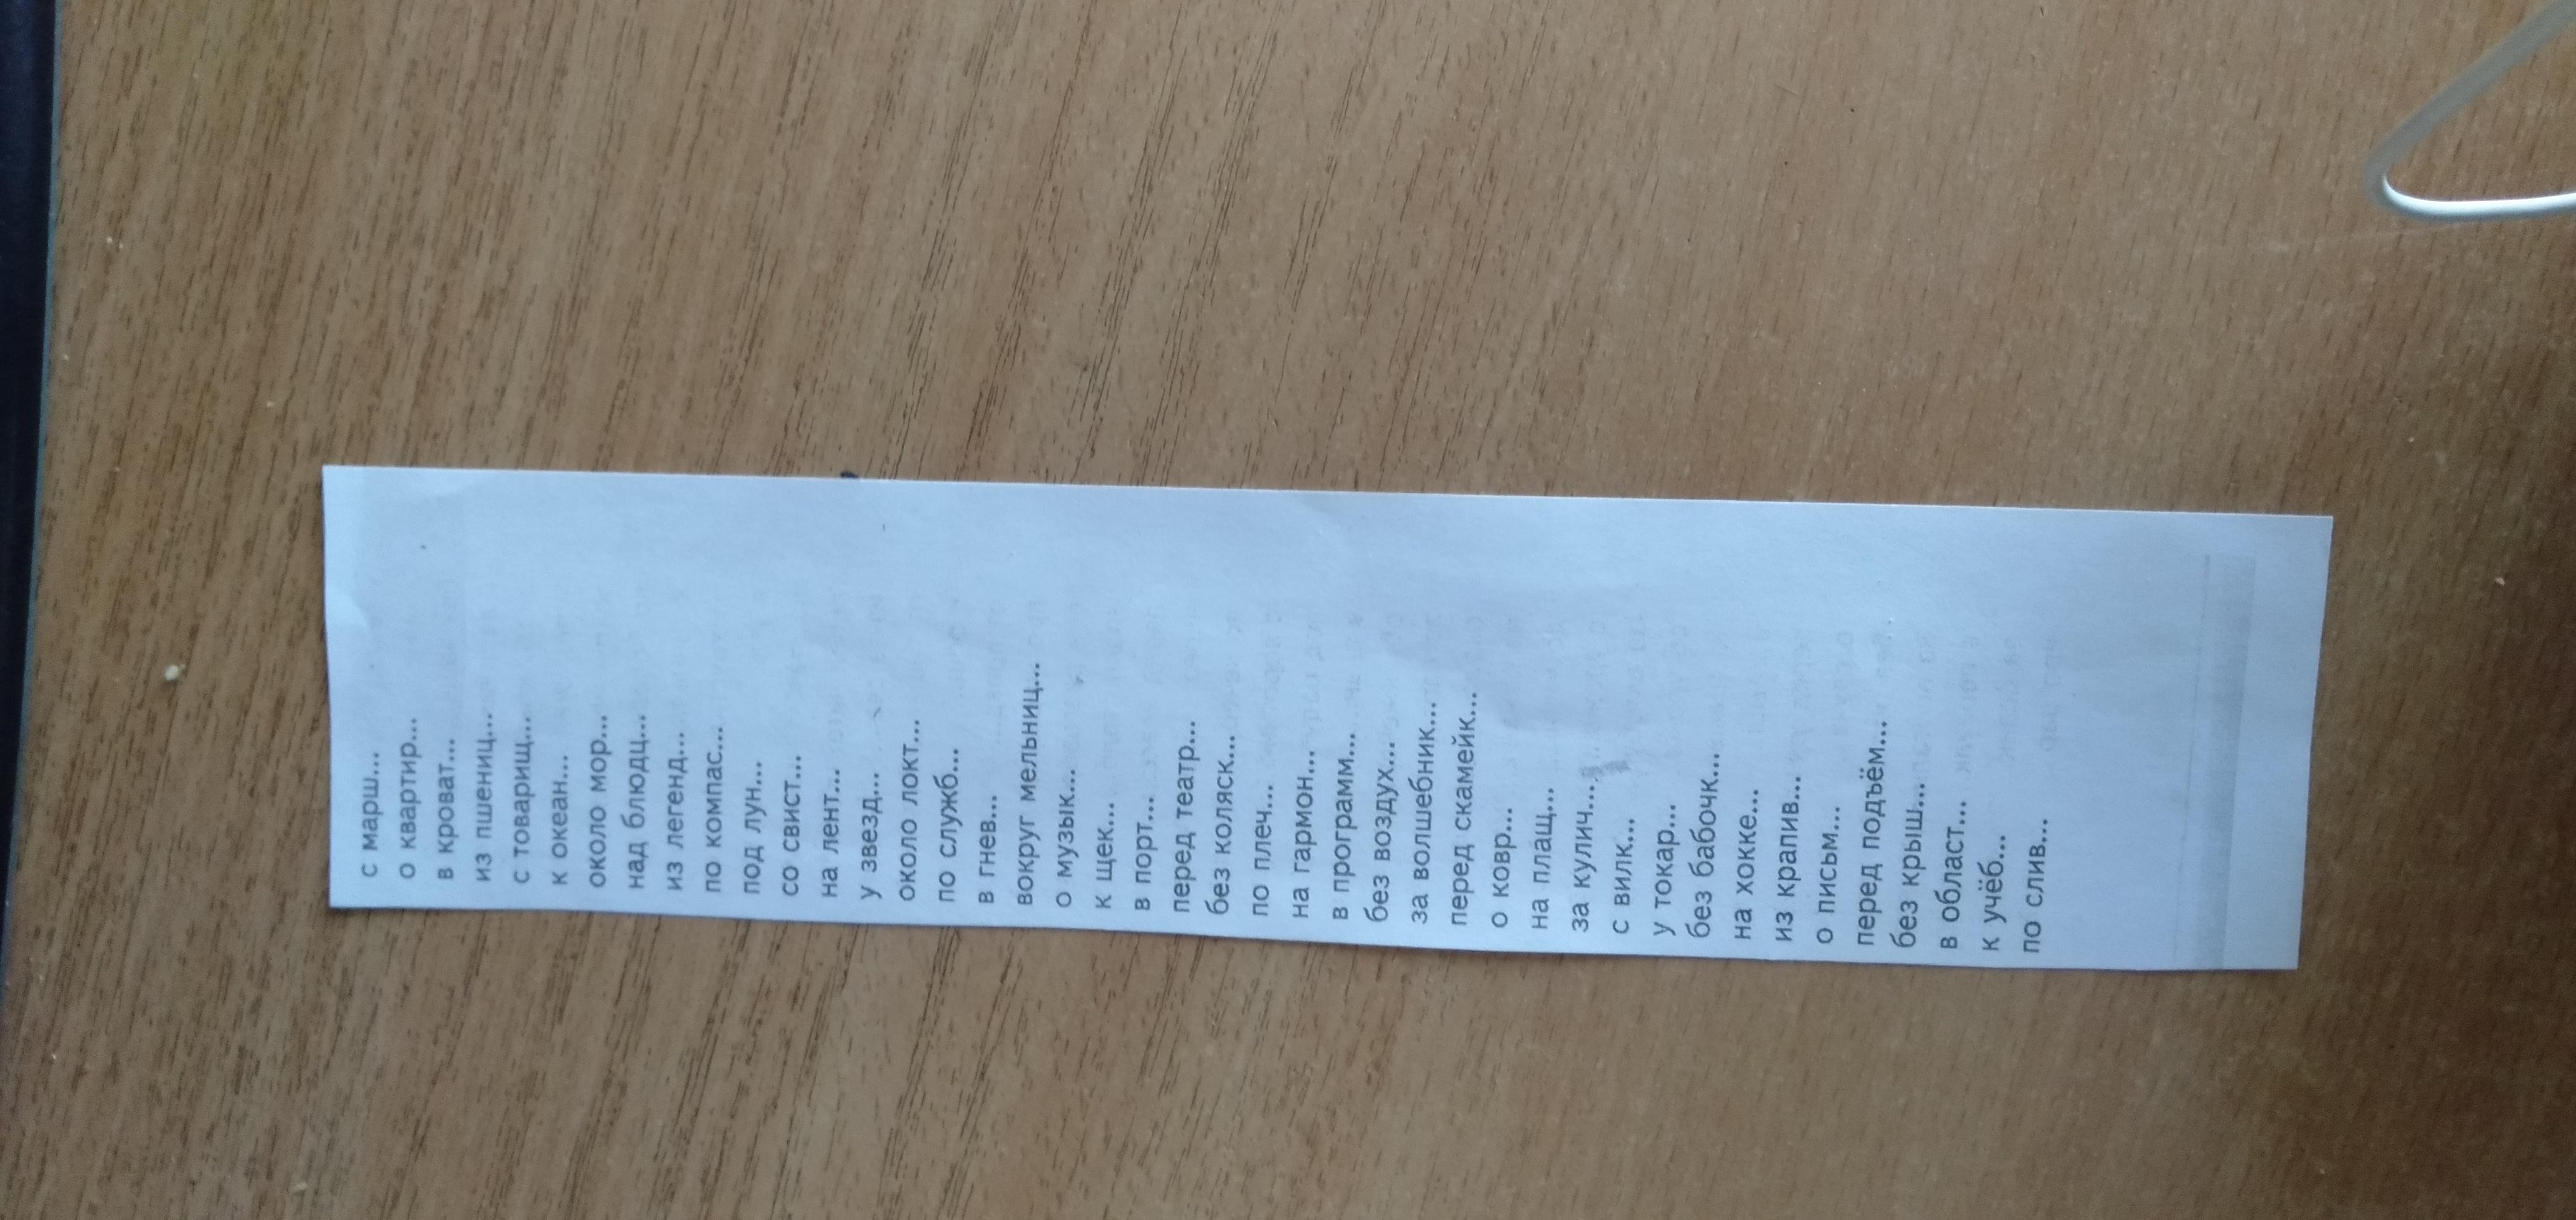 с марш...
о квартир...
в кроват...
из пшениц...
с товарищ...
к океан...
около мор...
над блюдц...
из легенд...
по компас...
под лун...
со свист...
на лент...
у звезд...
около локт...
по служб...
в гнев...
вокруг мельниц...
о музык...
к щек...
в порт...
перед театр...
без коляск...
по плеч...
на гармон...
в программ...
без воздух...
за волшебник...
перед скамейк...
о ковр...
на плащ...
за кулич...
с вилк...
у токар...
без бабочк...
на хокке...
из крапив...
о письм...
перед подъём...
без крыш...
в област...
к учёб...
по слив...